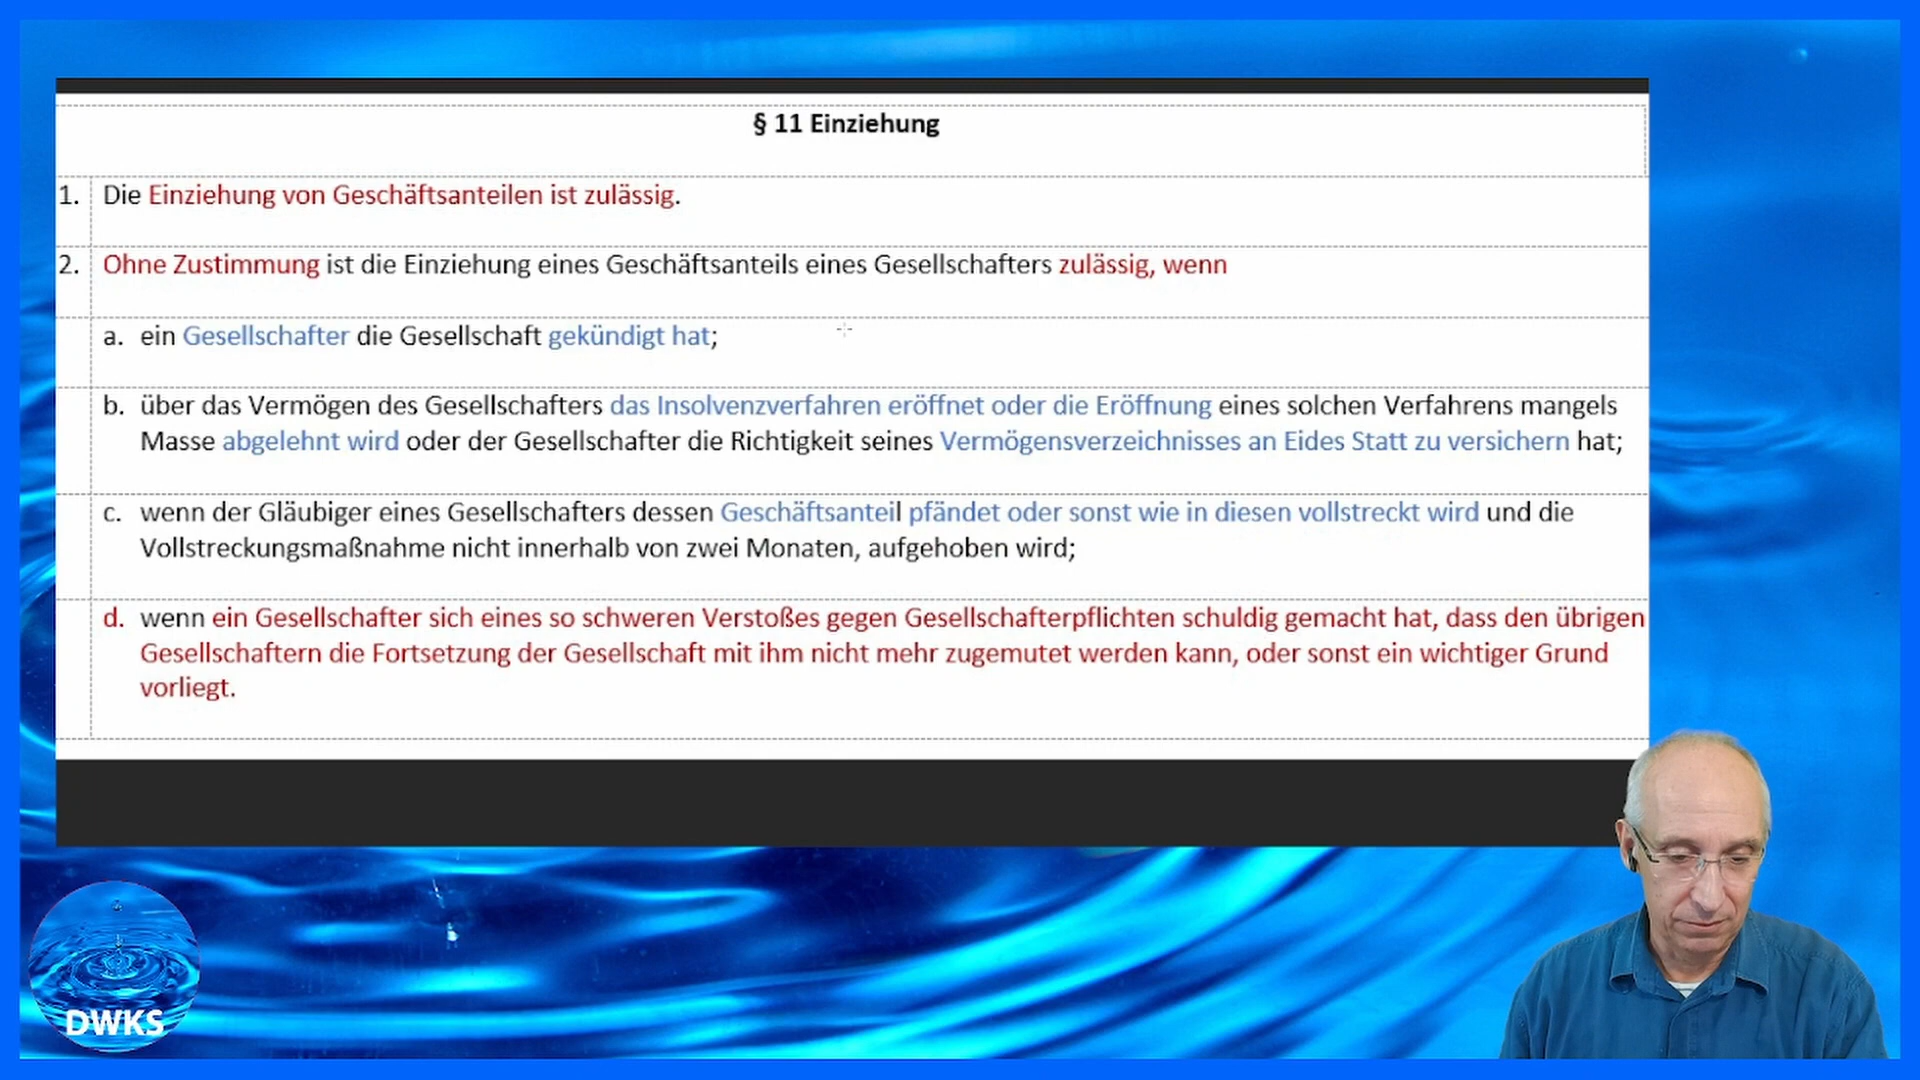 § 11 Einziehung
1. Die Einziehung von Geschäftsanteilen ist zulässig.
2. Ohne Zustimmung ist die Einziehung eines Geschäftsanteils eines Gesellschafters zulässig, wenn
a. ein Gesellschafter die Gesellschaft gekündigt hat;
b. über das Vermögen des Gesellschafters das Insolvenzverfahren eröffnet oder die Eröffnung eines solchen Verfahrens mangels
Masse abgelehnt wird oder der Gesellschafter die Richtigkeit seines Vermögensverzeichnisses an Eides Statt zu versichern hat;
c. wenn der Gläubiger eines Gesellschafters dessen Geschäftsanteil pfändet oder sonst wie in diesen vollstreckt wird und die
Vollstreckungsmaßnahme nicht innerhalb von zwei Monaten, aufgehoben wird;
d. wenn ein Gesellschafter sich eines so schweren Verstoßes gegen Gesellschafterpflichten schuldig gemacht hat, dass den übrigen
Gesellschaftern die Fortsetzung der Gesellschaft mit ihm nicht mehr zugemutet werden kann, oder sonst ein wichtiger Grund
vorliegt.
DWKS